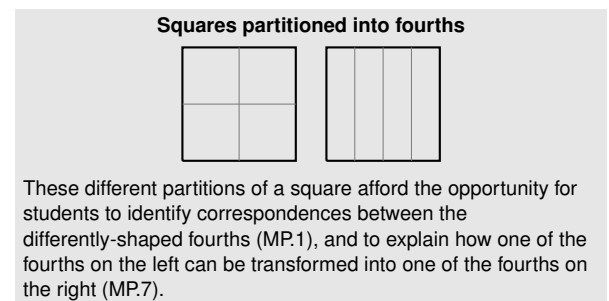 Squares partitioned into fourths
These different partitions of a square afford the opportunity for
students to identify correspondences between the
differently-shaped fourths (MP.1), and to explain how one of the
fourths on the left can be transformed into one of the fourths on
the right (MP.7).